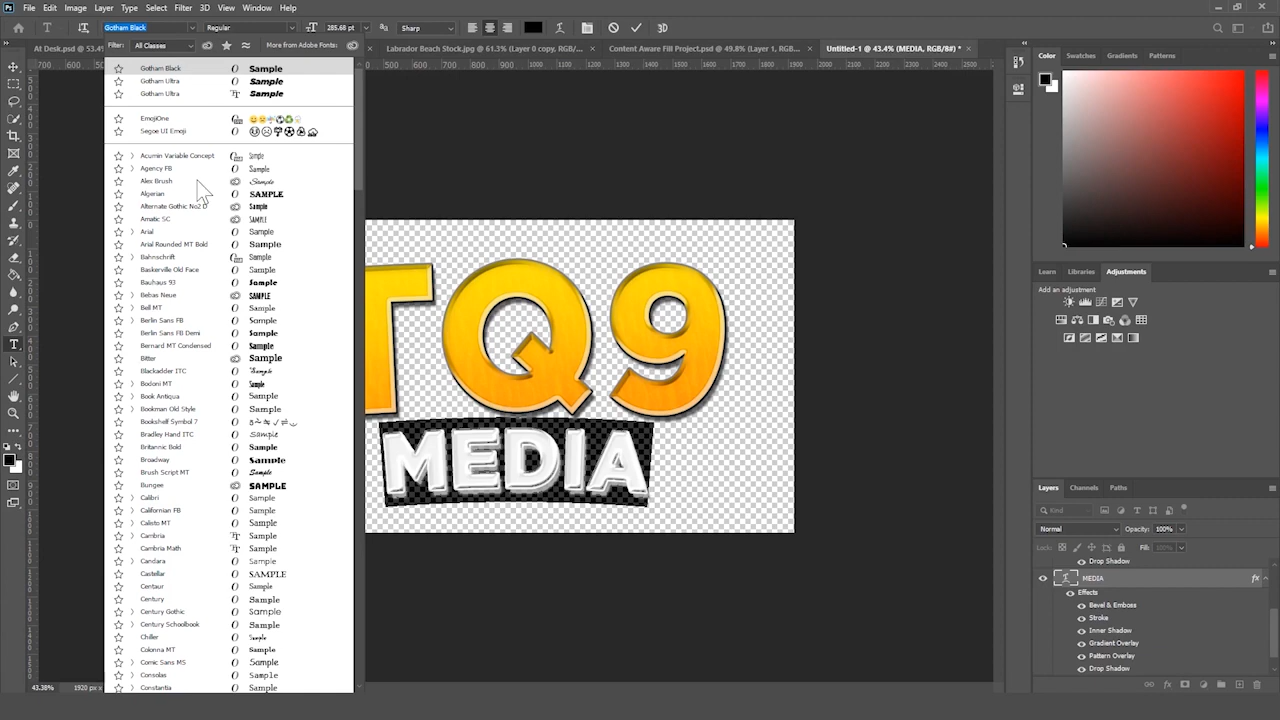 File Edit Image Layer Type Select Filter 3D View Plugins Window Help
Gotham Black Regular 285.68 pt aa Sharp 3D
At Desk.psd @ 53.4% Labrador Beach Stock.jpg @ 61.3% (Layer 0 copy, RGB/... Content Aware Fill Project.psd @ 49.8% (Layer 1, RGB/... Untitled-1 @ 43.4% (MEDIA, RGB/8#) *
Filter: All Classes More from Adobe Fonts:
Gotham Black Sample
Gotham Ultra Sample
Gotham Ultra Sample
EmojiOne
Segoe UI Emoji
Acumin Variable Concept Sample
Agency FB Sample
Alex Brush Sample
Algerian SAMPLE
Alternate Gothic No2 D Sample
Amatic SC SAMPLE
Arial Sample
Arial Rounded MT Bold Sample
Bahnschrift Sample
Baskerville Old Face Sample
Bauhaus 93 Sample
Bebas Neue SAMPLE
Bell MT Sample
Berlin Sans FB Sample
Berlin Sans FB Demi Sample
Bernard MT Condensed Sample
Bitter Sample
Blackadder ITC Sample
Bodoni MT Sample
Book Antiqua Sample
Bookman Old Style Sample
Bookshelf Symbol 7
Bradley Hand ITC Sample
Britannic Bold Sample
Broadway Sample
Brush Script MT Sample
Bungee SAMPLE
Calibri Sample
Californian FB Sample
Calisto MT Sample
Cambria Sample
Cambria Math Sample
Candara Sample
Castellar SAMPLE
Centaur Sample
Century Sample
Century Gothic Sample
Century Schoolbook Sample
Chiller Sample
Colonna MT Sample
Comic Sans MS Sample
Consolas Sample
Constantia Sample
TQ9
MEDIA
Color Swatches Gradients Patterns
Learn Libraries Adjustments
Add an adjustment
Layers Channels Paths
Kind
Normal Opacity: 100%
Lock: Fill: 100%
Drop Shadow
MEDIA fx
Effects
Bevel & Emboss
Stroke
Inner Shadow
Gradient Overlay
Pattern Overlay
Drop Shadow
43.38% 1920 px